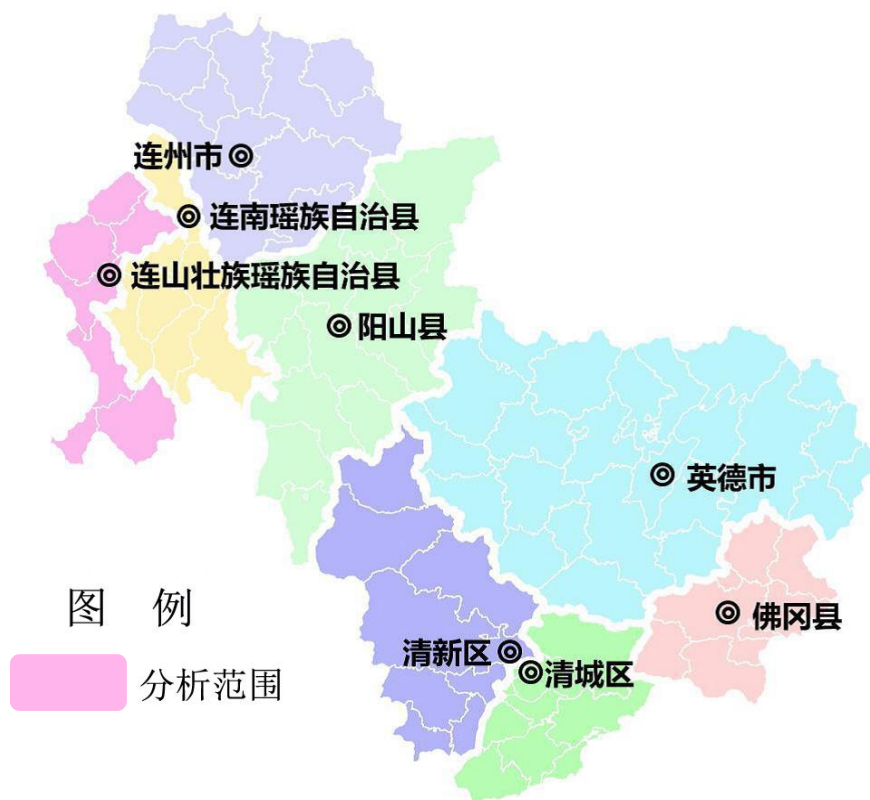 连州市
连南瑶族自治县
连山壮族瑶族自治县
阳山县
英德市
佛冈县
清新区
清城区
图 例
分析范围